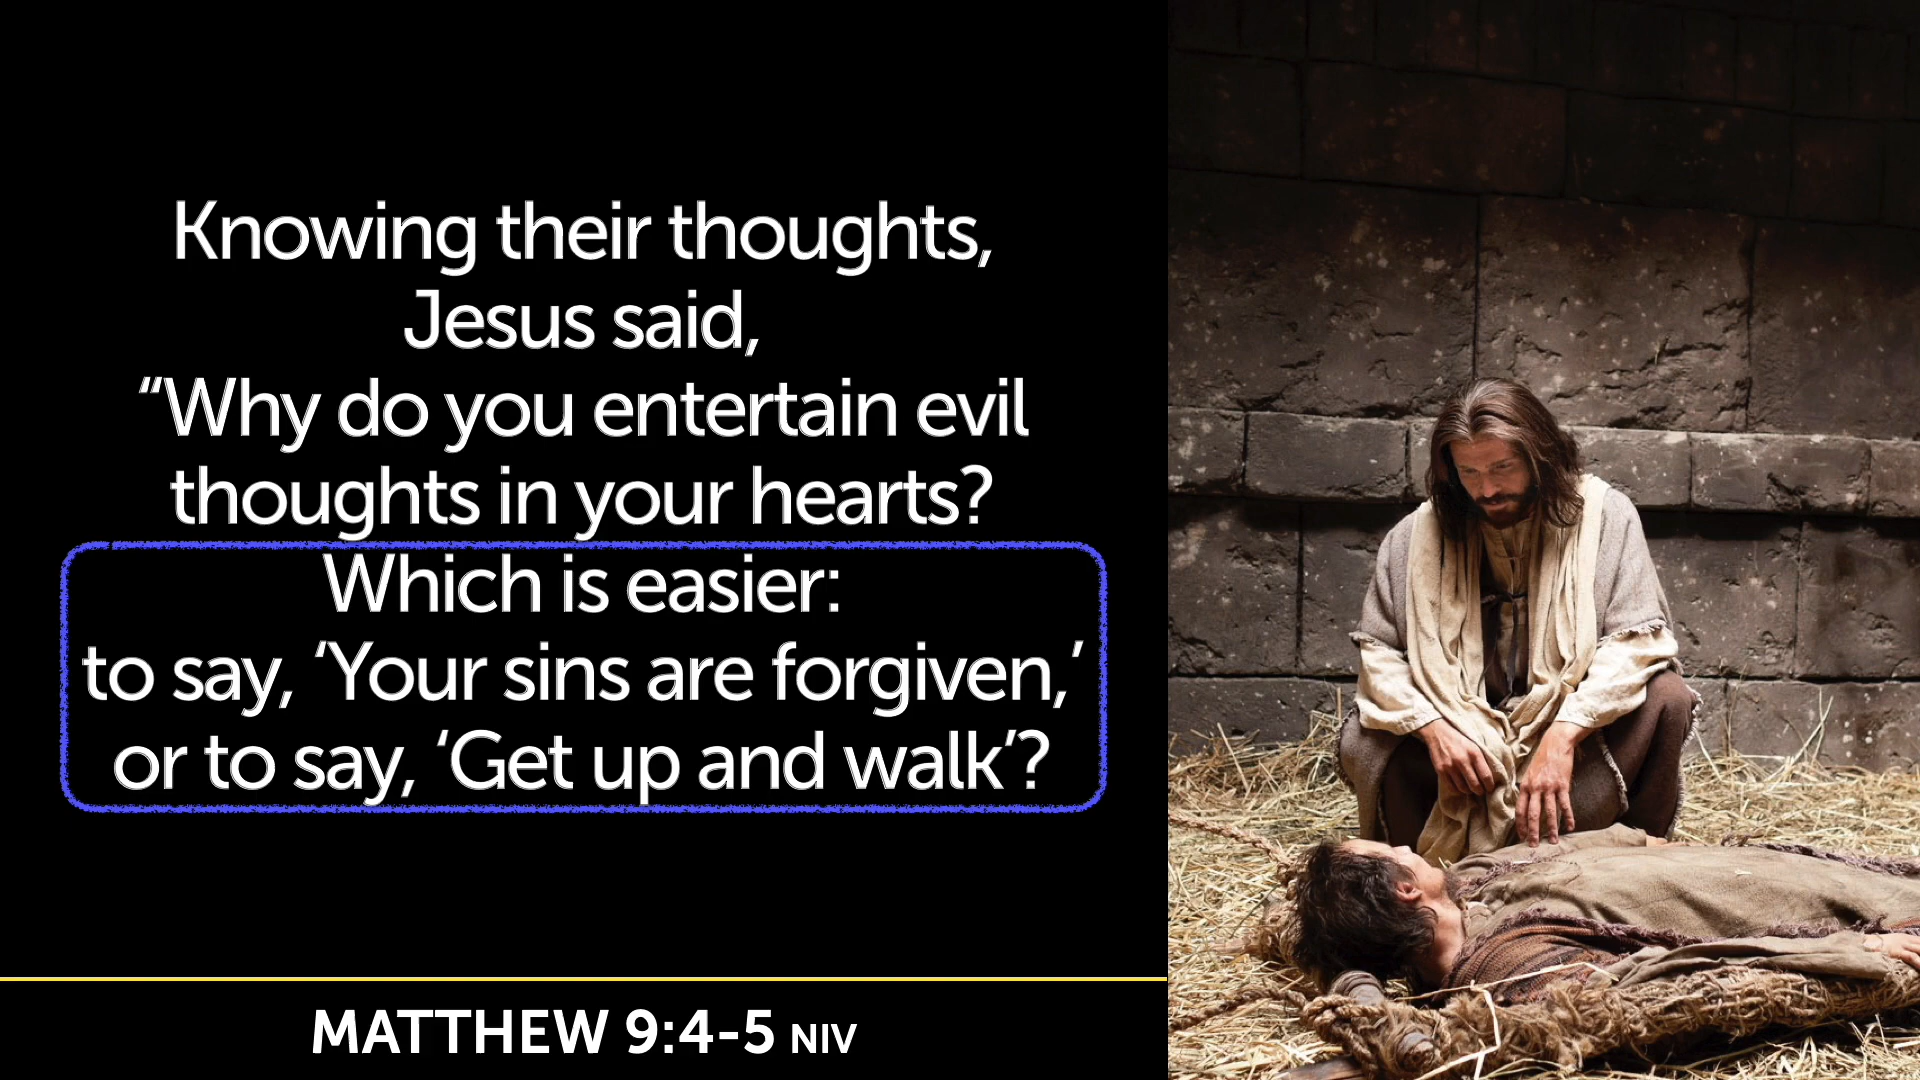 Knowing their thoughts,
Jesus said,
“Why do you entertain evil
thoughts in your hearts?
Which is easier:
to say, ‘Your sins are forgiven,’
or to say, ‘Get up and walk’?
MATTHEW 9:4-5 NIV